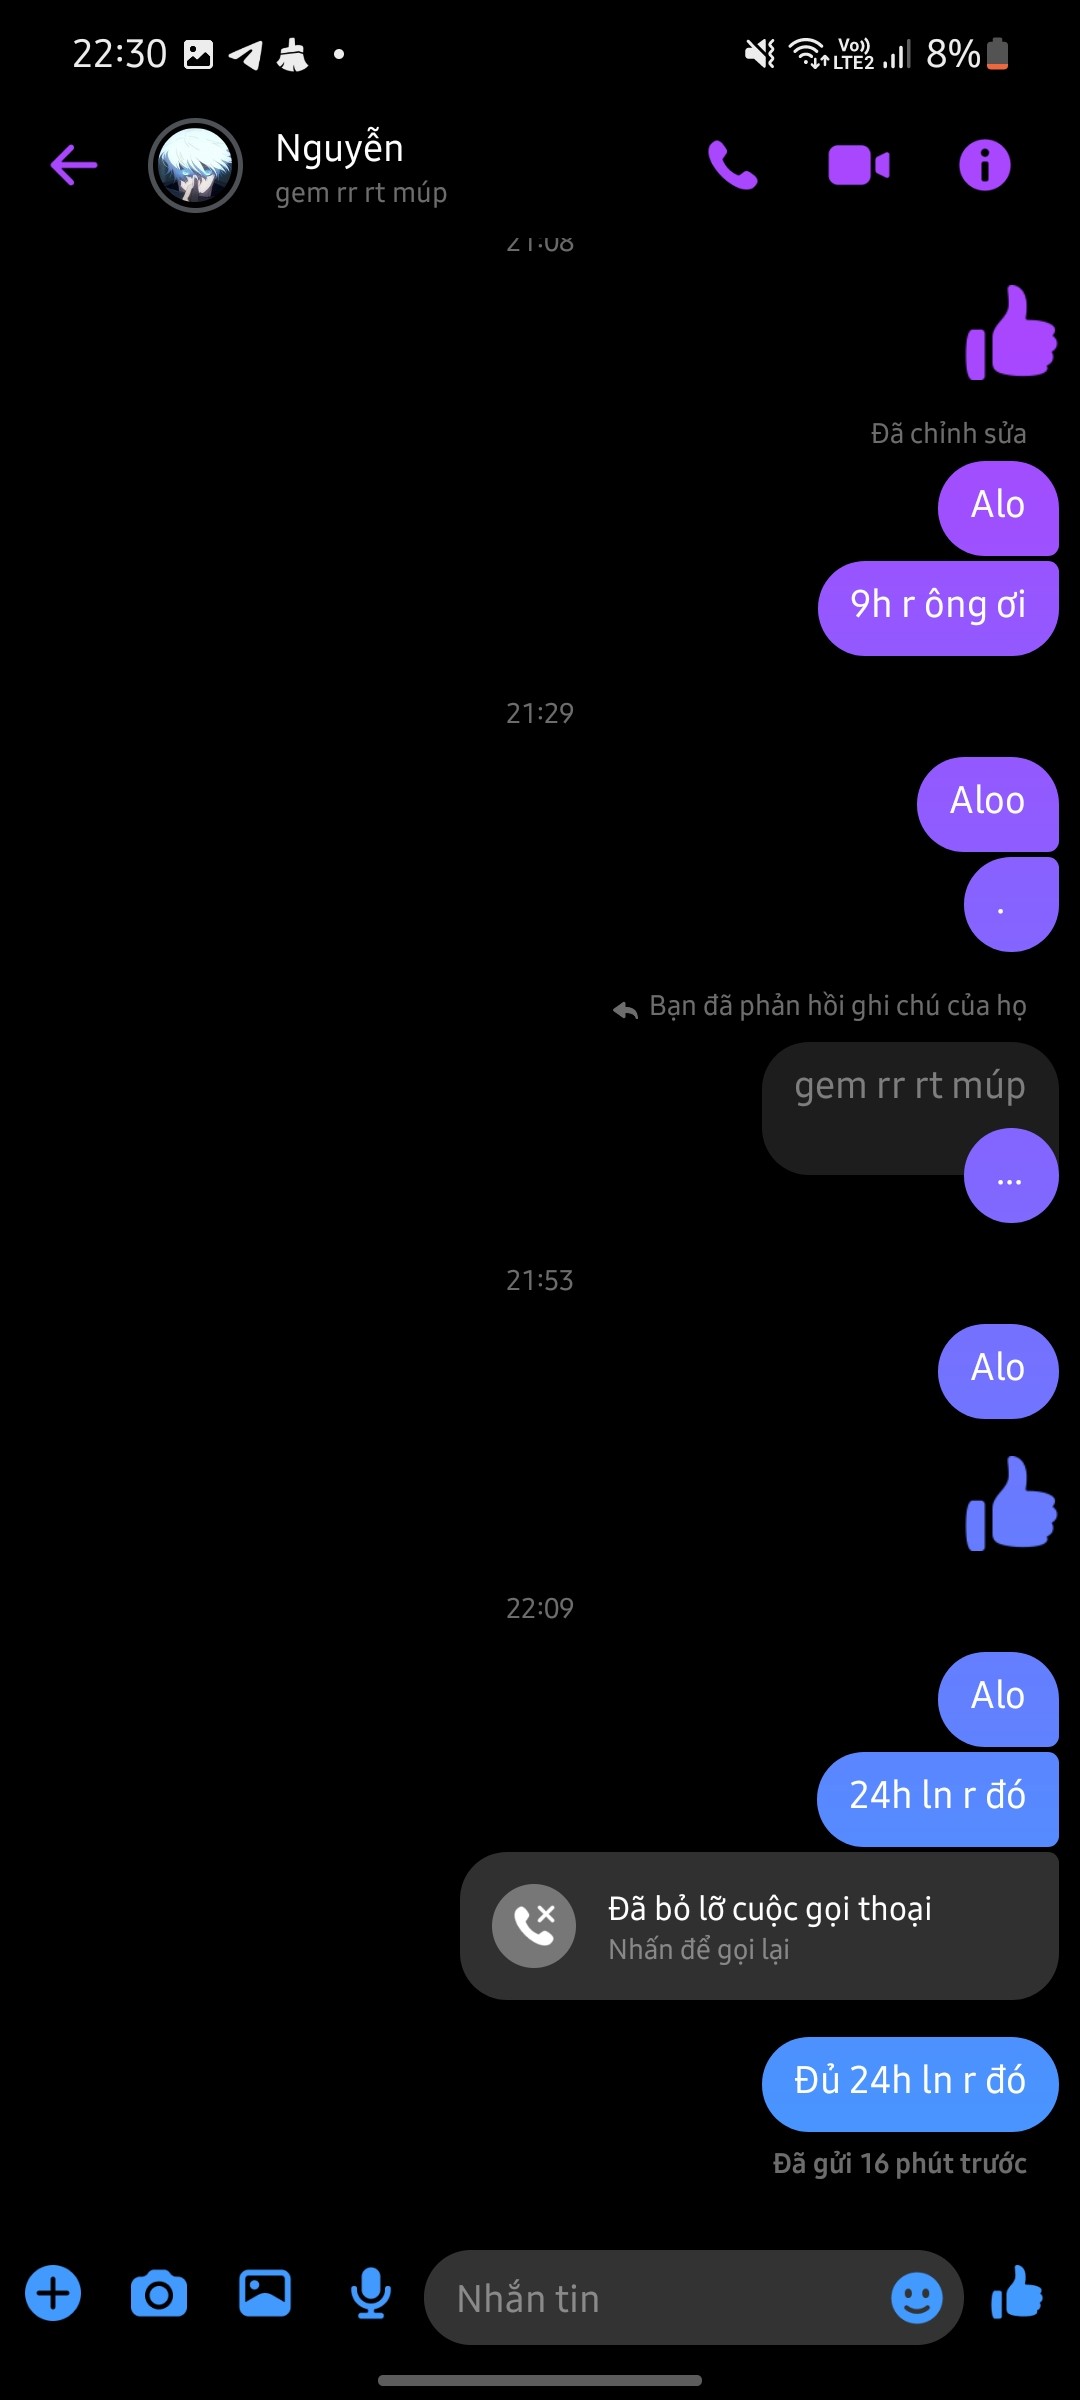 22:30
Vo))
LTE2
8%
Nguyễn
gem rr rt múp
21:08
Đã chỉnh sửa
Alo
9h r ông ơi
21:29
Aloo
.
Bạn đã phản hồi ghi chú của họ
gem rr rt múp
...
21:53
Alo
22:09
Alo
24h ln r đó
Đã bỏ lỡ cuộc gọi thoại
Nhấn để gọi lại
Đủ 24h ln r đó
Đã gửi 16 phút trước
Nhắn tin